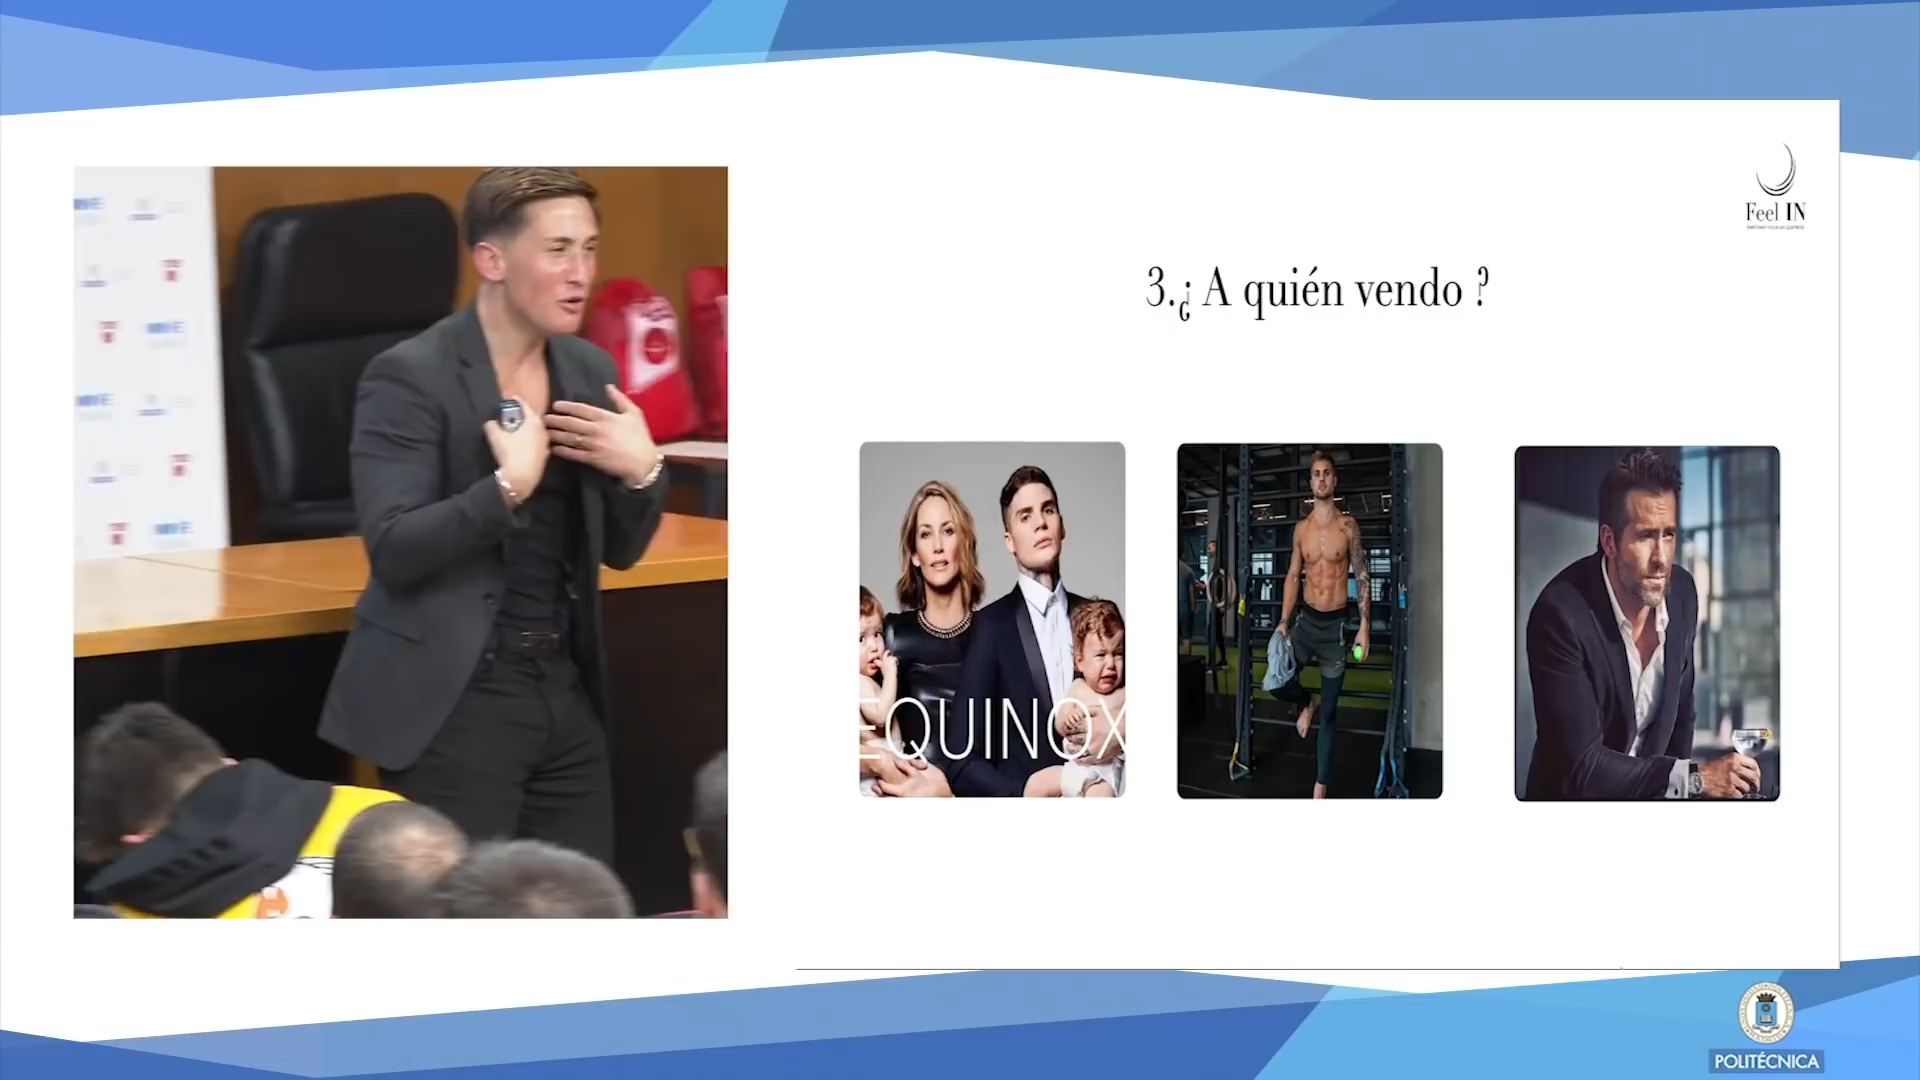 Feel IN
3.¿ A quién vendo ?
EQUINOX
POLITÉCNICA